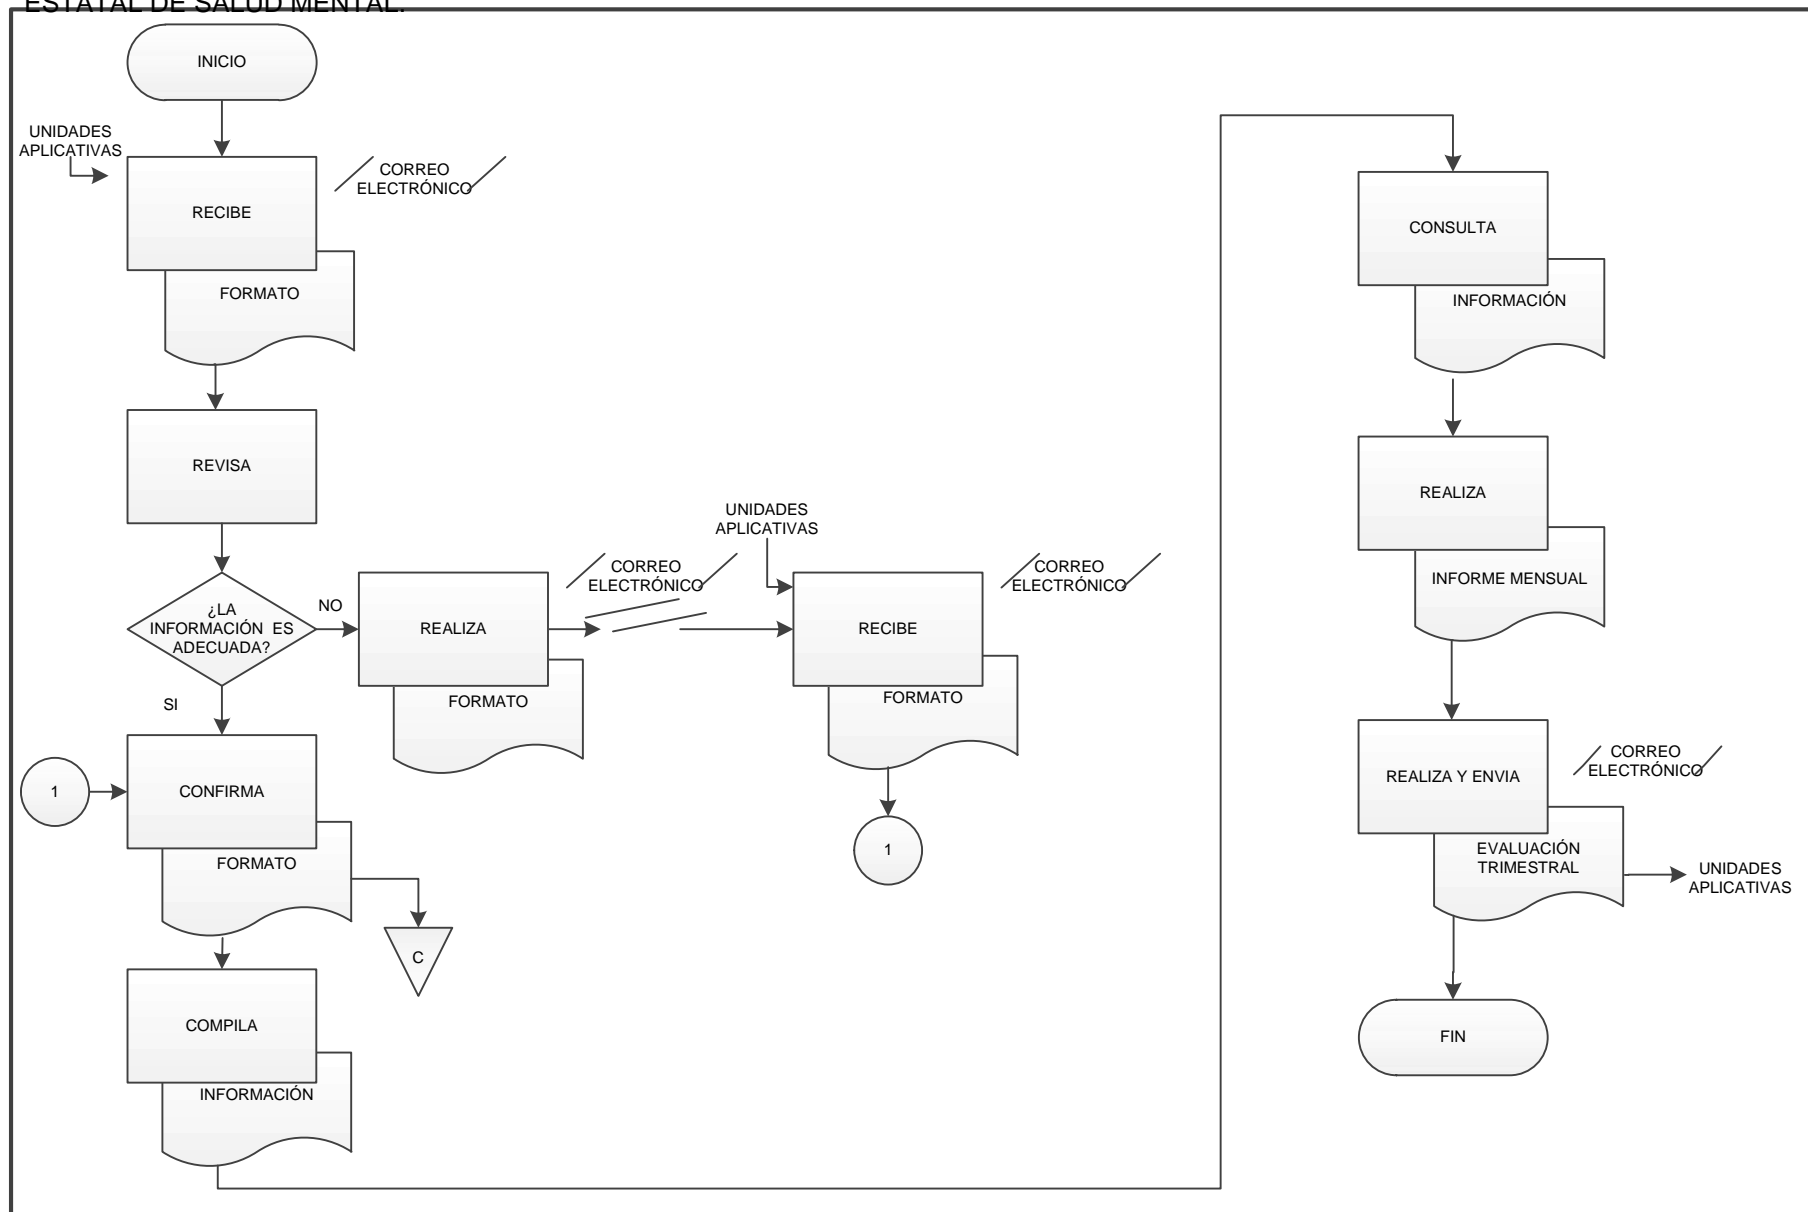 ESTATAL DE SALUD MENTAL.
INICIO
UNIDADES
APLICATIVAS
CORREO
ELECTRÓNICO
RECIBE
FORMATO
REVISA
¿LA
INFORMACIÓN ES
ADECUADA?
NO
REALIZA
CORREO
ELECTRÓNICO
FORMATO
UNIDADES
APLICATIVAS
RECIBE
CORREO
ELECTRÓNICO
FORMATO
1
SI
1
CONFIRMA
FORMATO
C
COMPILA
INFORMACIÓN
CONSULTA
INFORMACIÓN
REALIZA
INFORME MENSUAL
REALIZA Y ENVIA
CORREO
ELECTRÓNICO
EVALUACIÓN
TRIMESTRAL
UNIDADES
APLICATIVAS
FIN